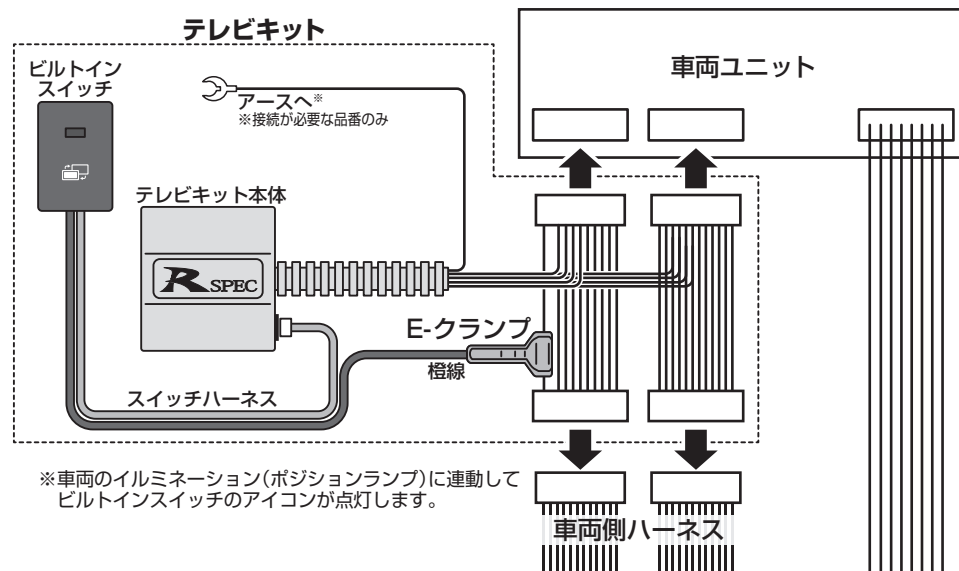 テレビキット
ビルトイン
スイッチ
アースへ※
※接続が必要な品番のみ
車両ユニット
テレビキット本体
R SPEC
E-クランプ
橙線
スイッチハーネス
※車両のイルミネーション(ポジションランプ)に連動して
ビルトインスイッチのアイコンが点灯します。
車両側ハーネス